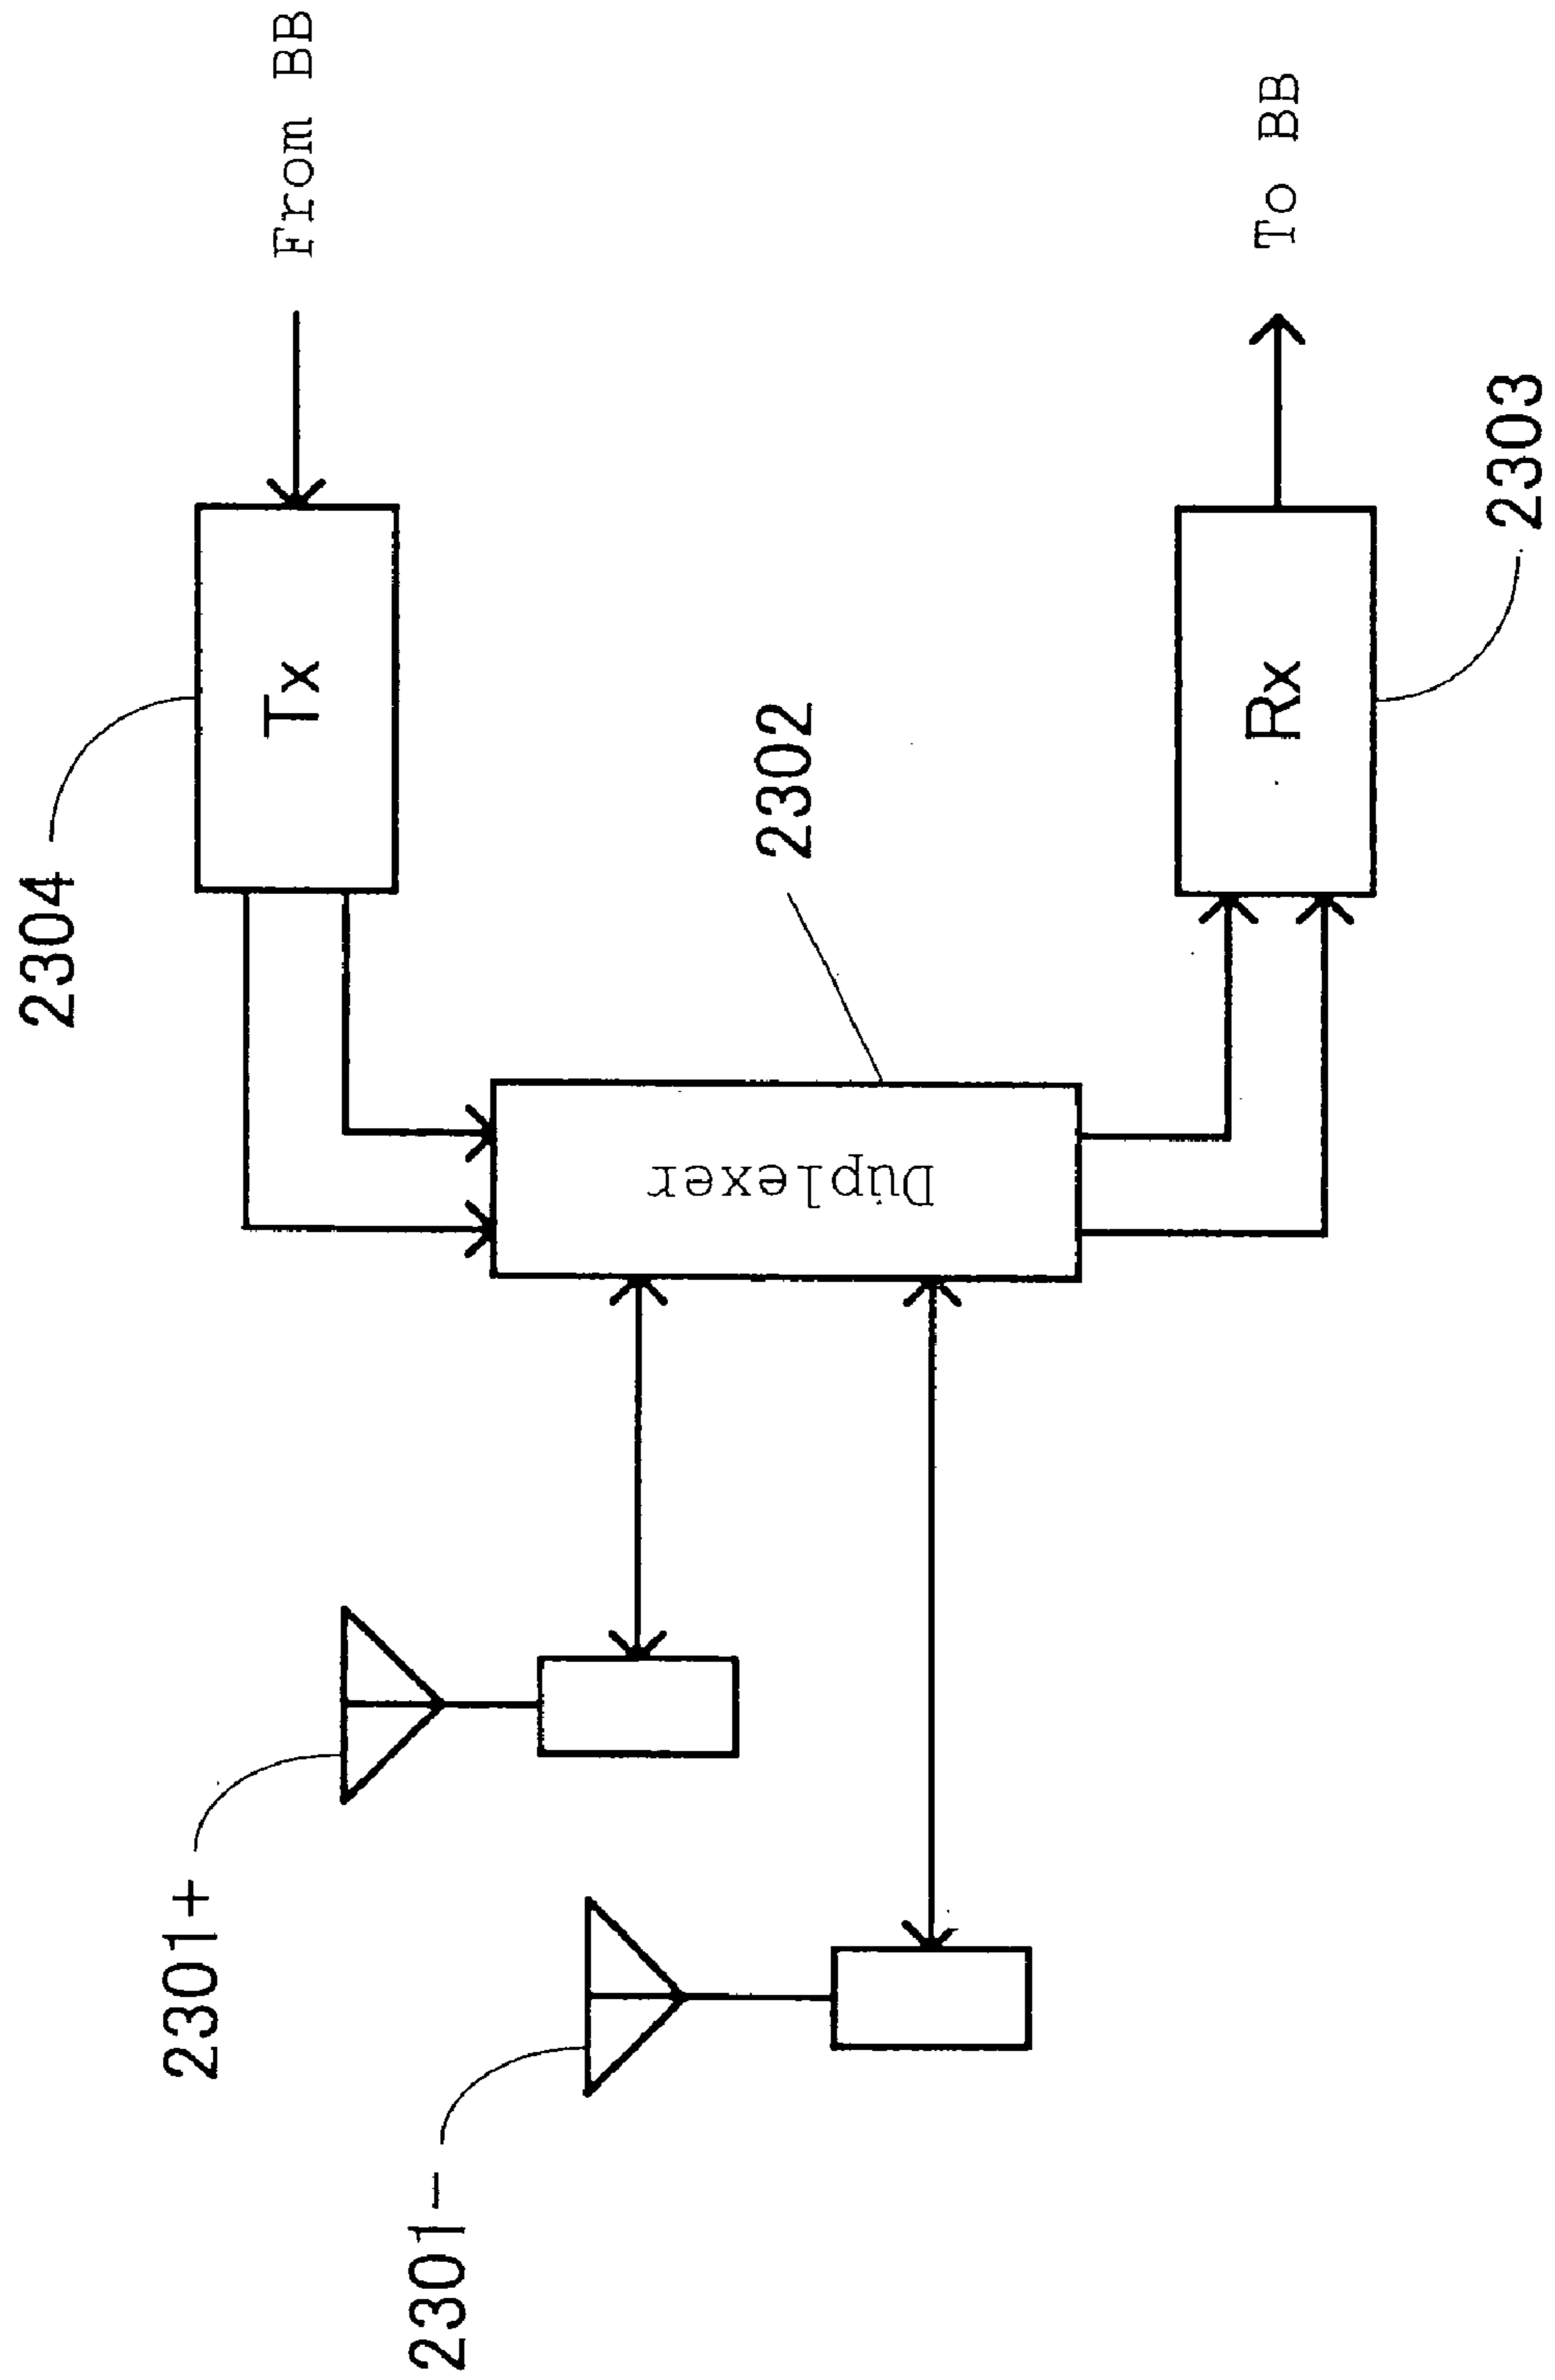 2304
From BB
Tx
2301+
2302
Duplexer
2301-
Rx
To BB
2303